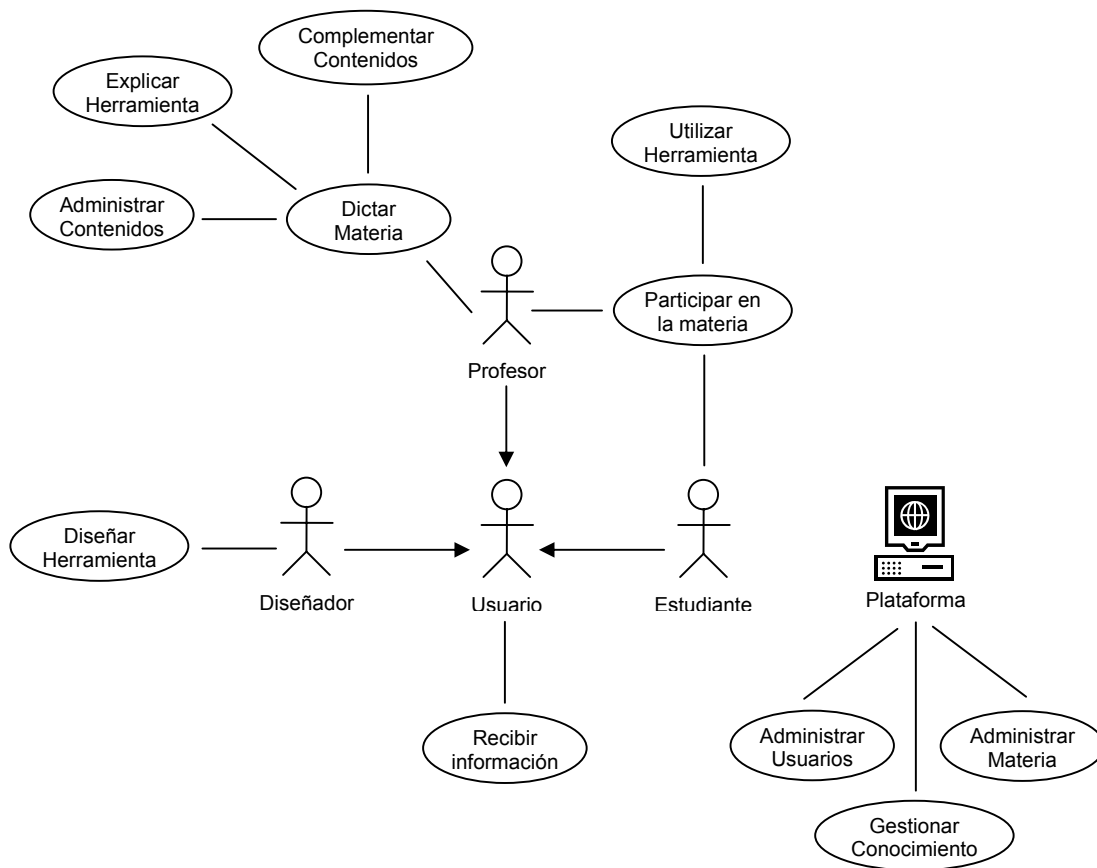 Complementar
Contenidos
Explicar
Herramienta
Utilizar
Herramienta
Administrar
Contenidos
Dictar
Materia
Participar en
la materia
Profesor
Diseñar
Herramienta
Diseñador
Usuario
Estudiante
Plataforma
Recibir
información
Administrar
Usuarios
Administrar
Materia
Gestionar
Conocimiento